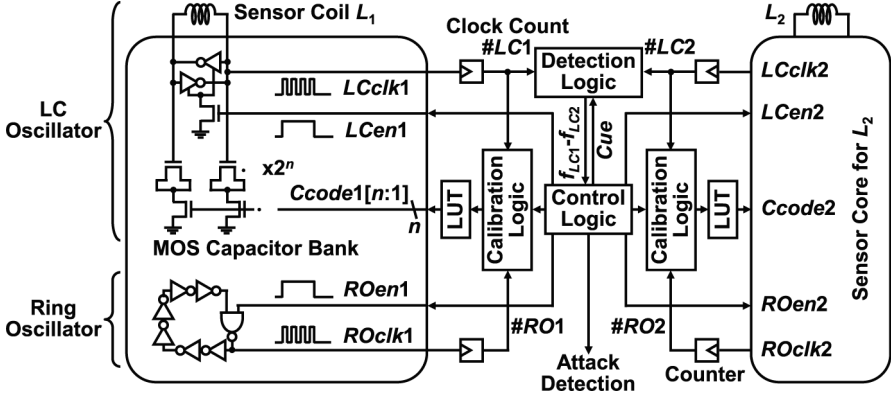 Sensor Coil L1
Clock Count
#LC1
#LC2
L2
LC
Oscillator
LCclk1
LCen1
x2^n
Ccode1[n:1]
n
MOS Capacitor Bank
Detection
Logic
fLC1-fLC2
Cue
LUT
Calibration
Logic
Control
Logic
Calibration
Logic
LUT
LCclk2
LCen2
Ccode2
ROen2
ROclk2
Sensor Core for L2
Ring
Oscillator
ROen1
ROclk1
#RO1
#RO2
Attack
Detection
Counter